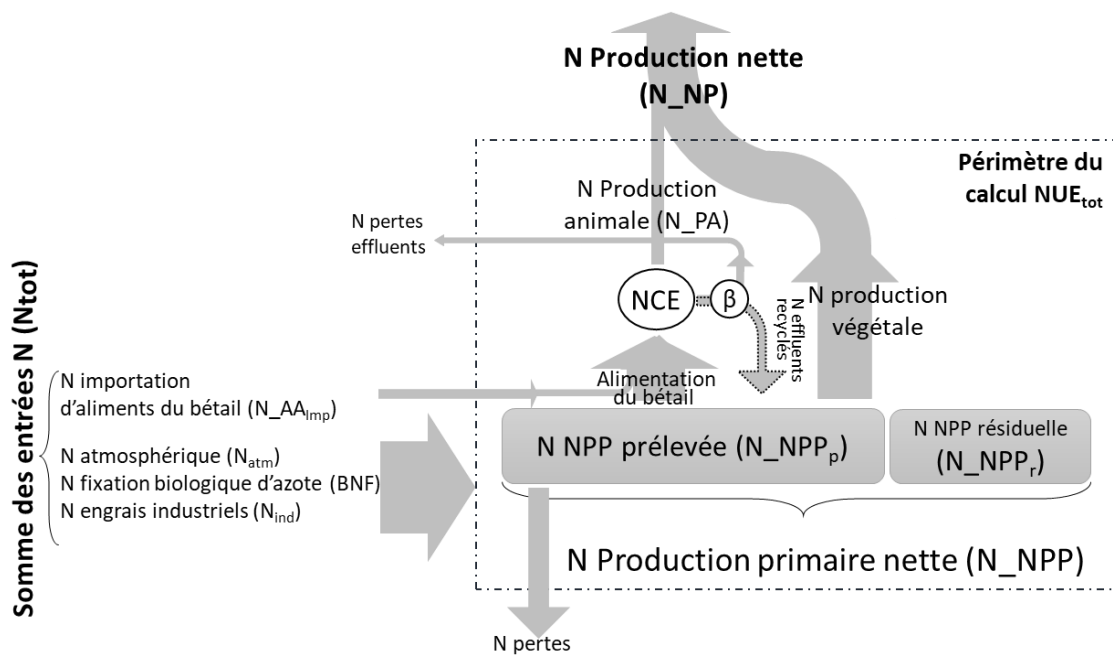 N Production nette
(N_NP)
Périmètre du
calcul NUEtot
N Production
animale (N_PA)
N pertes
effluents
NCE
β
N effluents
recyclés
N production
végétale
Somme des entrées N (Ntot)
N importation
d'aliments du bétail (N_AAImp)
N atmosphérique (Natm)
N fixation biologique d'azote (BNF)
N engrais industriels (Nind)
Alimentation
du bétail
N NPP prélevée (N_NPPp)
N NPP résiduelle
(N_NPPr)
N Production primaire nette (N_NPP)
N pertes